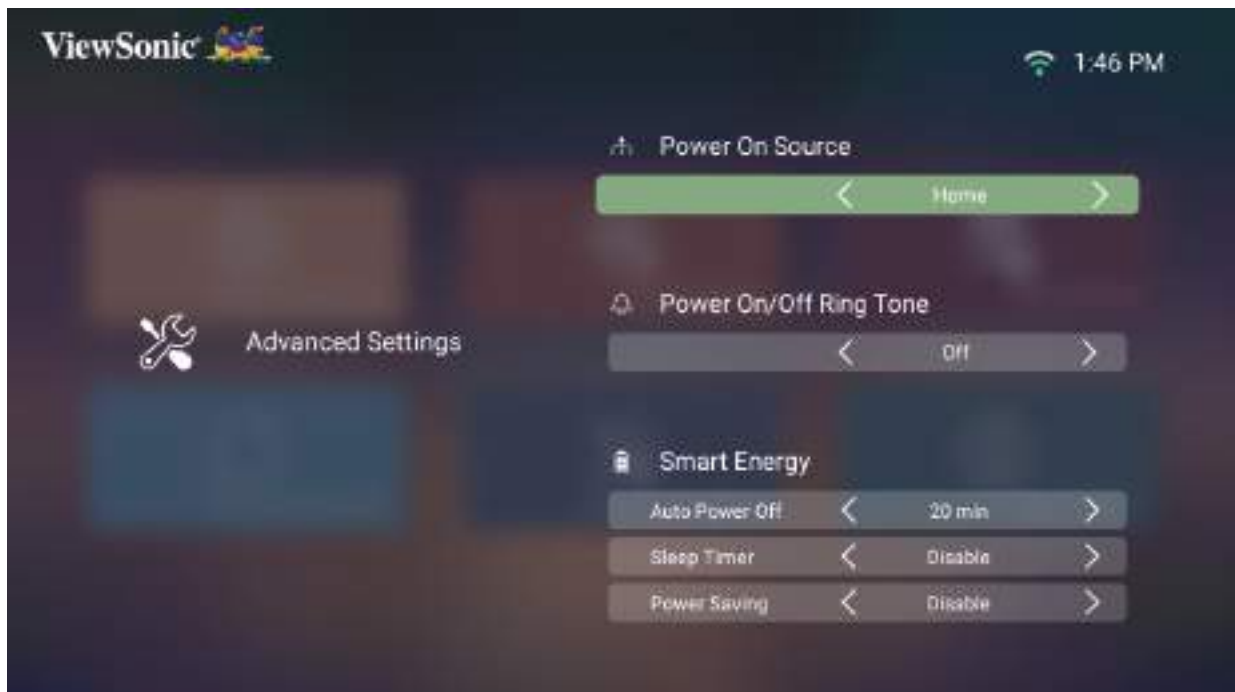 ViewSonic
1:46 PM
Power On Source
Home
Power On/Off Ring Tone
Advanced Settings
Off
Smart Energy
Auto Power Off 20 min
Sleep Timer Disable
Power Saving Disable